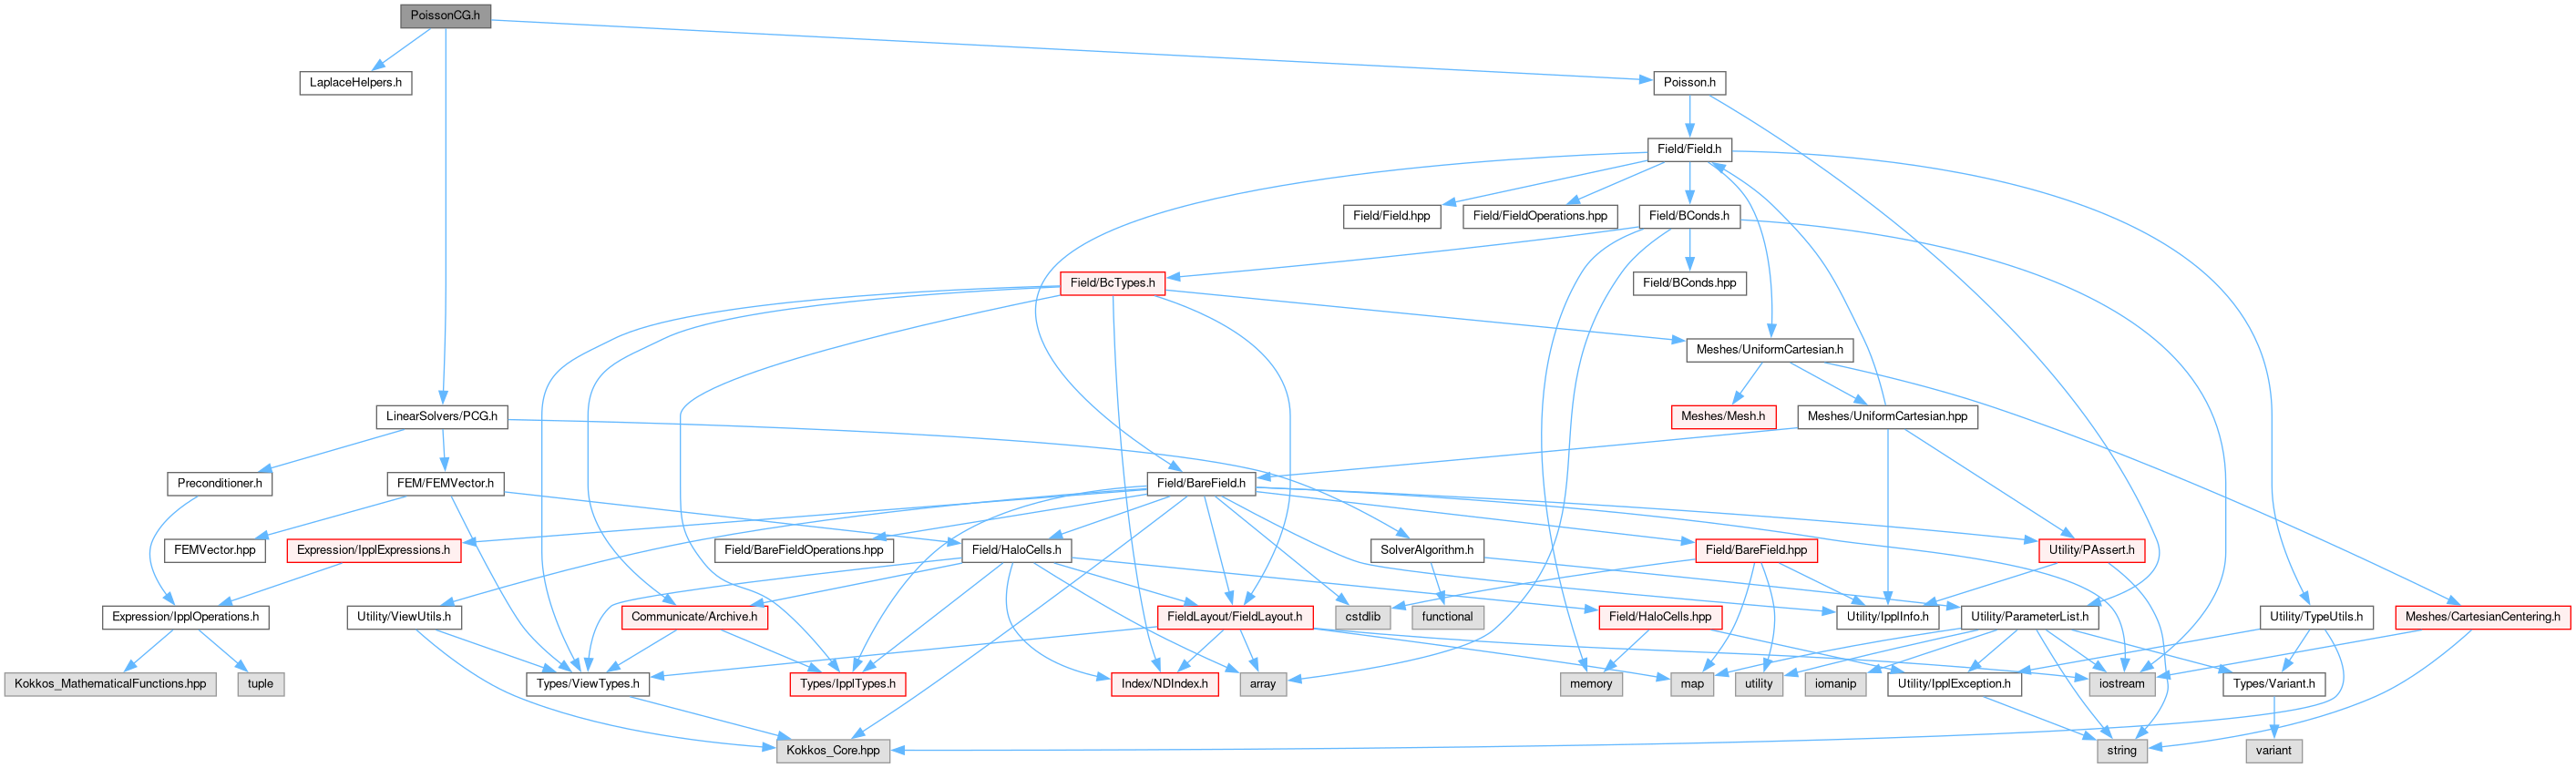 PoissonCG.h
LaplaceHelpers.h
Poisson.h
Field/Field.h
Field/Field.hpp
Field/FieldOperations.hpp
Field/BConds.h
Field/BcTypes.h
Field/BConds.hpp
Meshes/UniformCartesian.h
LinearSolvers/PCG.h
Meshes/Mesh.h
Meshes/UniformCartesian.hpp
Preconditioner.h
FEM/FEMVector.h
Field/BareField.h
FEMVector.hpp
Expression/IpplExpressions.h
Field/BareFieldOperations.hpp
Field/HaloCells.h
SolverAlgorithm.h
Field/BareField.hpp
Utility/PAssert.h
Expression/IpplOperations.h
Utility/ViewUtils.h
Communicate/Archive.h
FieldLayout/FieldLayout.h
cstdlib
functional
Field/HaloCells.hpp
Utility/IpplInfo.h
Utility/ParameterList.h
Utility/TypeUtils.h
Meshes/CartesianCentering.h
Kokkos_MathematicalFunctions.hpp
tuple
Types/ViewTypes.h
Types/IpplTypes.h
Index/NDIndex.h
array
memory
map
utility
iomanip
Utility/IpplException.h
iostream
Types/Variant.h
Kokkos_Core.hpp
string
variant